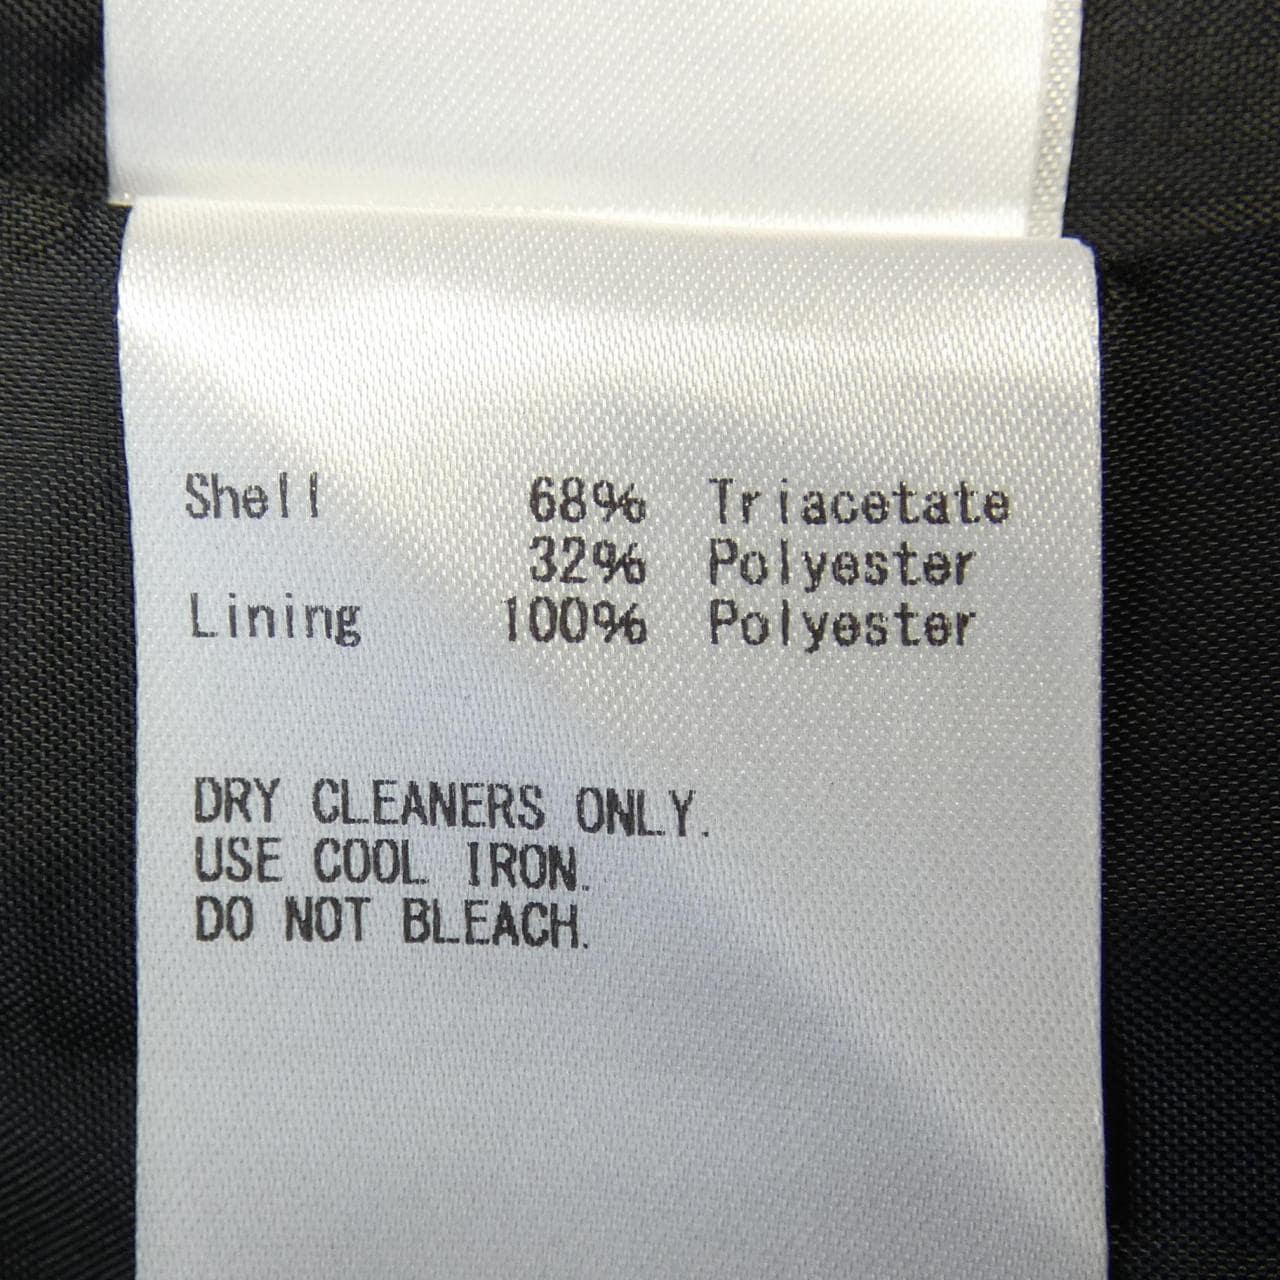 Shell 68% Triacetate
32% Polyester
Lining 100% Polyester
DRY CLEANERS ONLY.
USE COOL IRON.
DO NOT BLEACH.